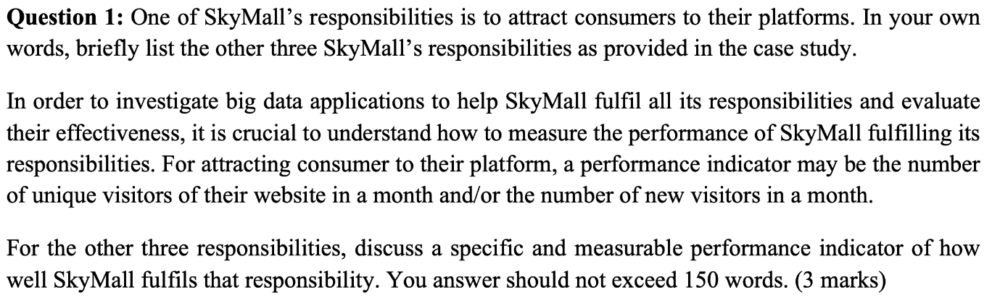 Question 1: One of SkyMall’s responsibilities is to attract consumers to their platforms. In your own
words, briefly list the other three SkyMall’s responsibilities as provided in the case study.
In order to investigate big data applications to help SkyMall fulfil all its responsibilities and evaluate
their effectiveness, it is crucial to understand how to measure the performance of SkyMall fulfilling its
responsibilities. For attracting consumer to their platform, a performance indicator may be the number
of unique visitors of their website in a month and/or the number of new visitors in a month.
For the other three responsibilities, discuss a specific and measurable performance indicator of how
well SkyMall fulfils that responsibility. You answer should not exceed 150 words. (3 marks)